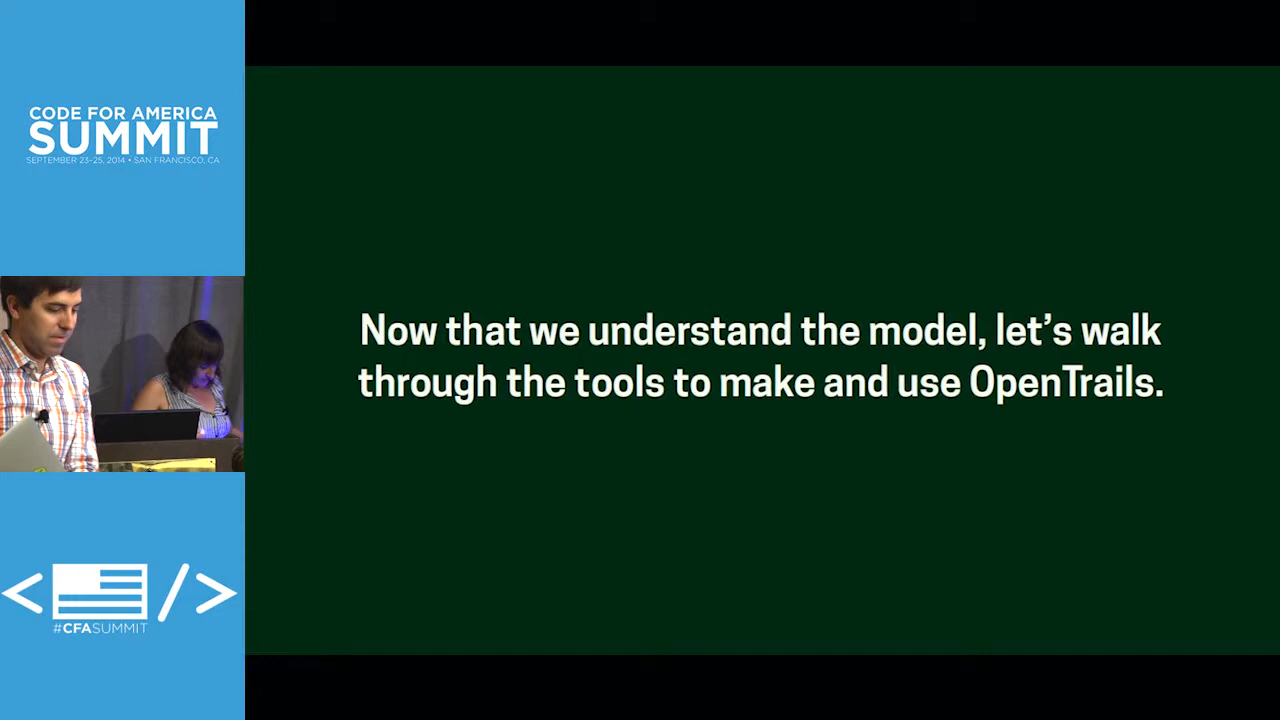 CODE FOR AMERICA
SUMMIT
SEPTEMBER 23-25, 2014 • SAN FRANCISCO, CA
Now that we understand the model, let’s walk
through the tools to make and use OpenTrails.
#CFASUMMIT